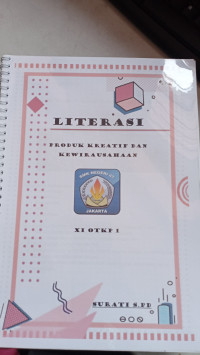 LITERASI
PRODUK KREATIF DAN
KEWIRAUSAHAAN
JAKARTA
XI OTKP 1
SURATI S.PD